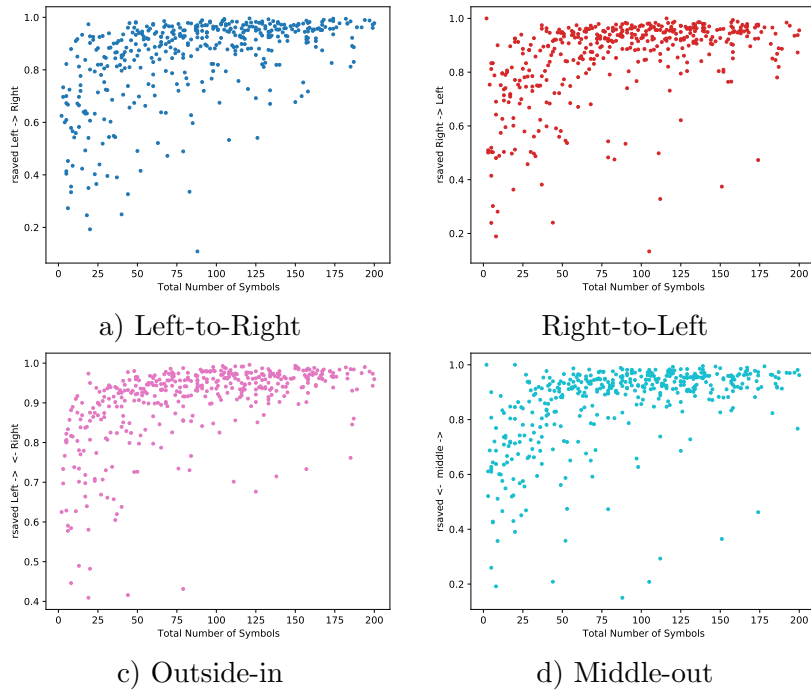 1.0
0.8
0.6
0.4
0.2
rsaved Left -> Right
0 25 50 75 100 125 150 175 200
Total Number of Symbols
a) Left-to-Right
1.0
0.8
0.6
0.4
0.2
rsaved Right -> Left
0 25 50 75 100 125 150 175 200
Total Number of Symbols
Right-to-Left
1.0
0.9
0.8
0.7
0.6
0.5
0.4
rsaved Left -> <- Right
0 25 50 75 100 125 150 175 200
Total Number of Symbols
c) Outside-in
1.0
0.8
0.6
0.4
0.2
rsaved <- middle ->
0 25 50 75 100 125 150 175 200
Total Number of Symbols
d) Middle-out